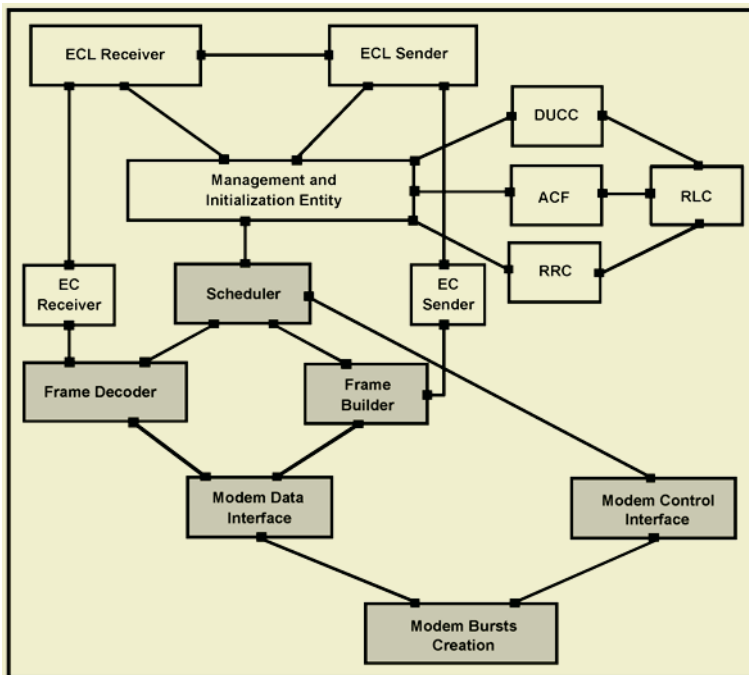 ECL Receiver
ECL Sender
DUCC
Management and
Initialization Entity
ACF
RLC
RRC
EC
Receiver
Scheduler
EC
Sender
Frame Decoder
Frame
Builder
Modem Data
Interface
Modem Control
Interface
Modem Bursts
Creation